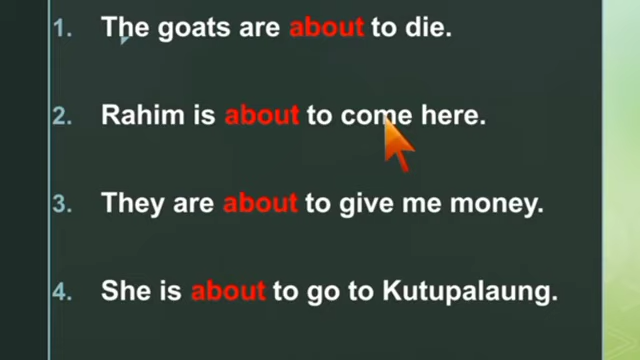 1. The goats are about to die.
2. Rahim is about to come here.
3. They are about to give me money.
4. She is about to go to Kutupalaung.